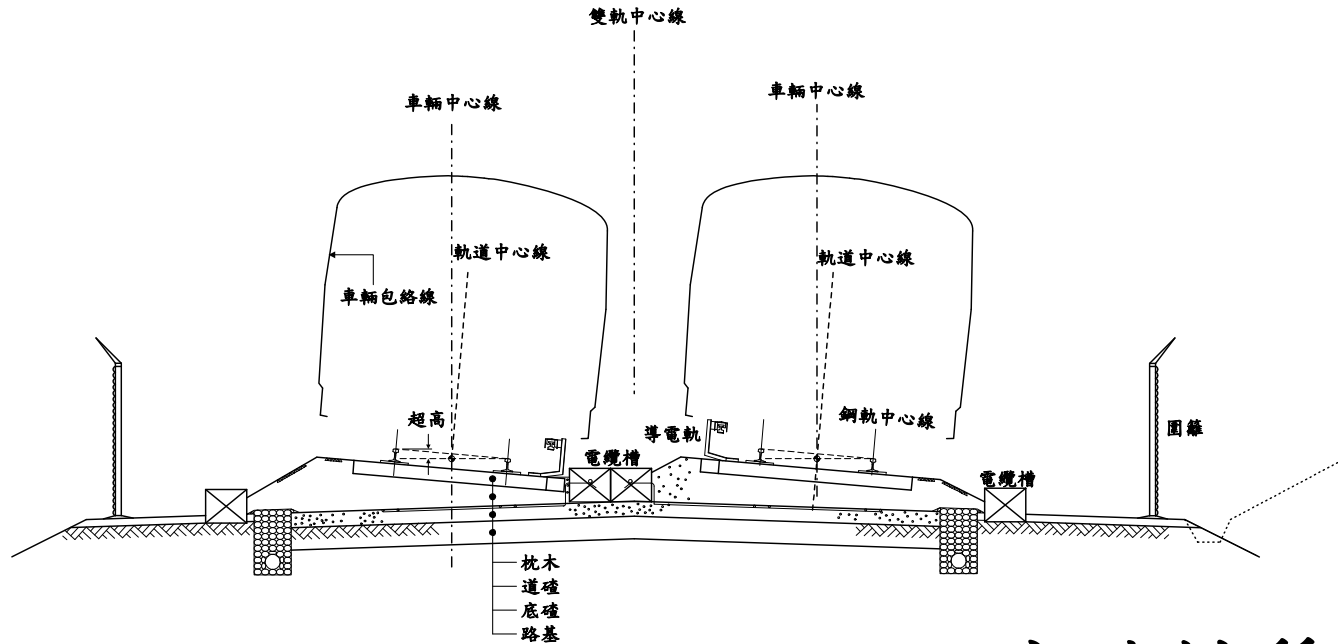 雙軌中心線
車輛中心線
車輛中心線
軌道中心線
軌道中心線
車輛包絡線
超高
鋼軌中心線
導電軌
圍籬
電纜槽
電纜槽
枕木
道碴
底碴
路基